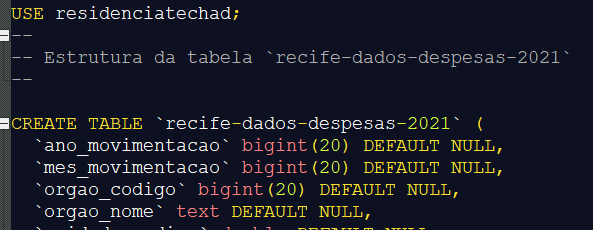 USE residenciatechad;
--
-- Estrutura da tabela `recife-dados-despesas-2021`
--
CREATE TABLE `recife-dados-despesas-2021` (
`ano_movimentacao` bigint(20) DEFAULT NULL,
`mes_movimentacao` bigint(20) DEFAULT NULL,
`orgao_codigo` bigint(20) DEFAULT NULL,
`orgao_nome` text DEFAULT NULL,